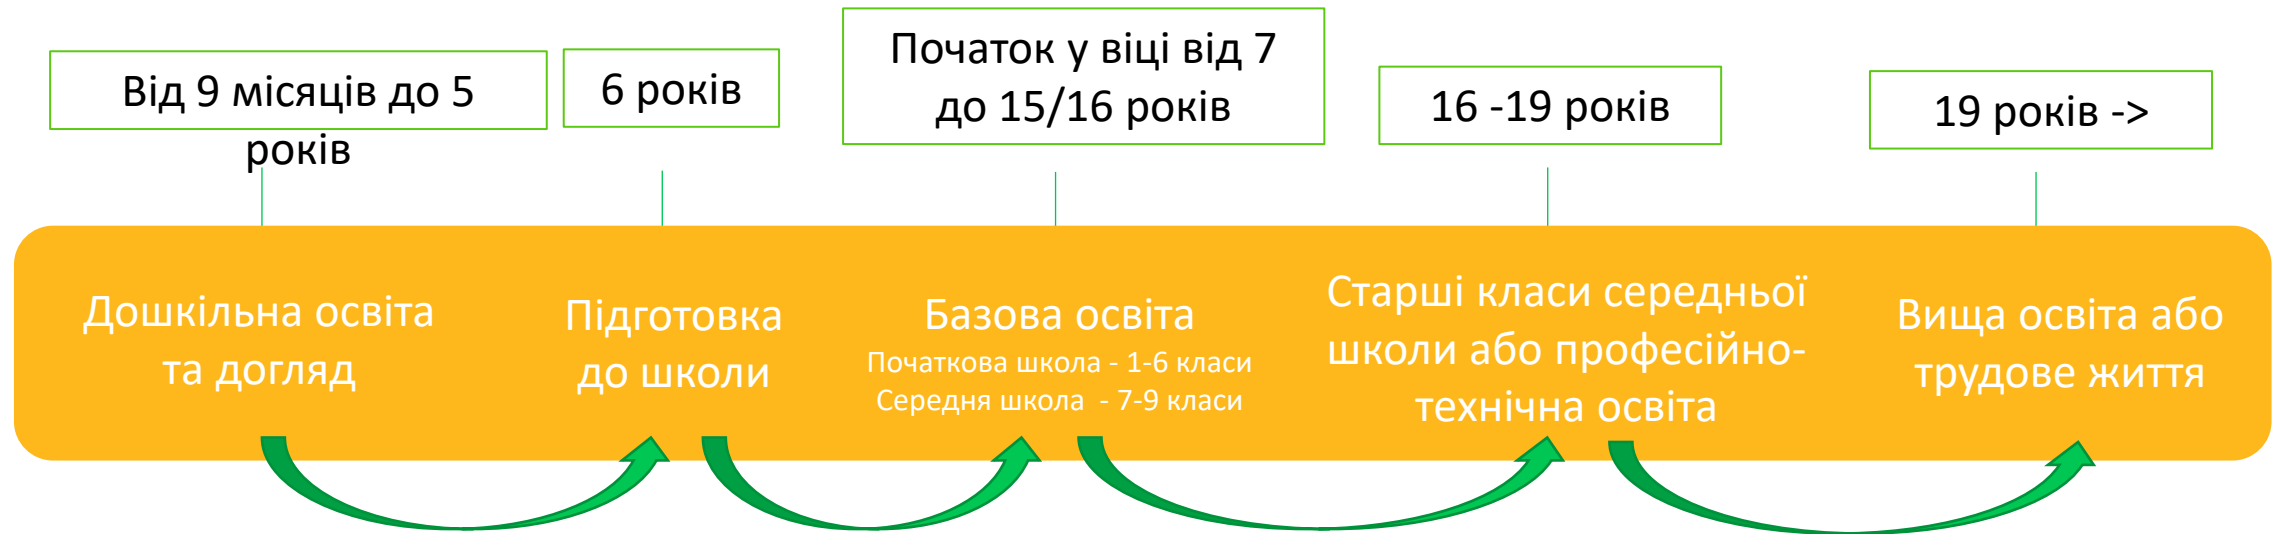 Від 9 місяців до 5
років
6 років
Початок у віці від 7
до 15/16 років
16 -19 років
19 років ->
Дошкільна освіта
та догляд
Підготовка
до школи
Базова освіта
Початкова школа - 1-6 класи
Середня школа - 7-9 класи
Старші класи середньої
школи або професійно-
технічна освіта
Вища освіта або
трудове життя